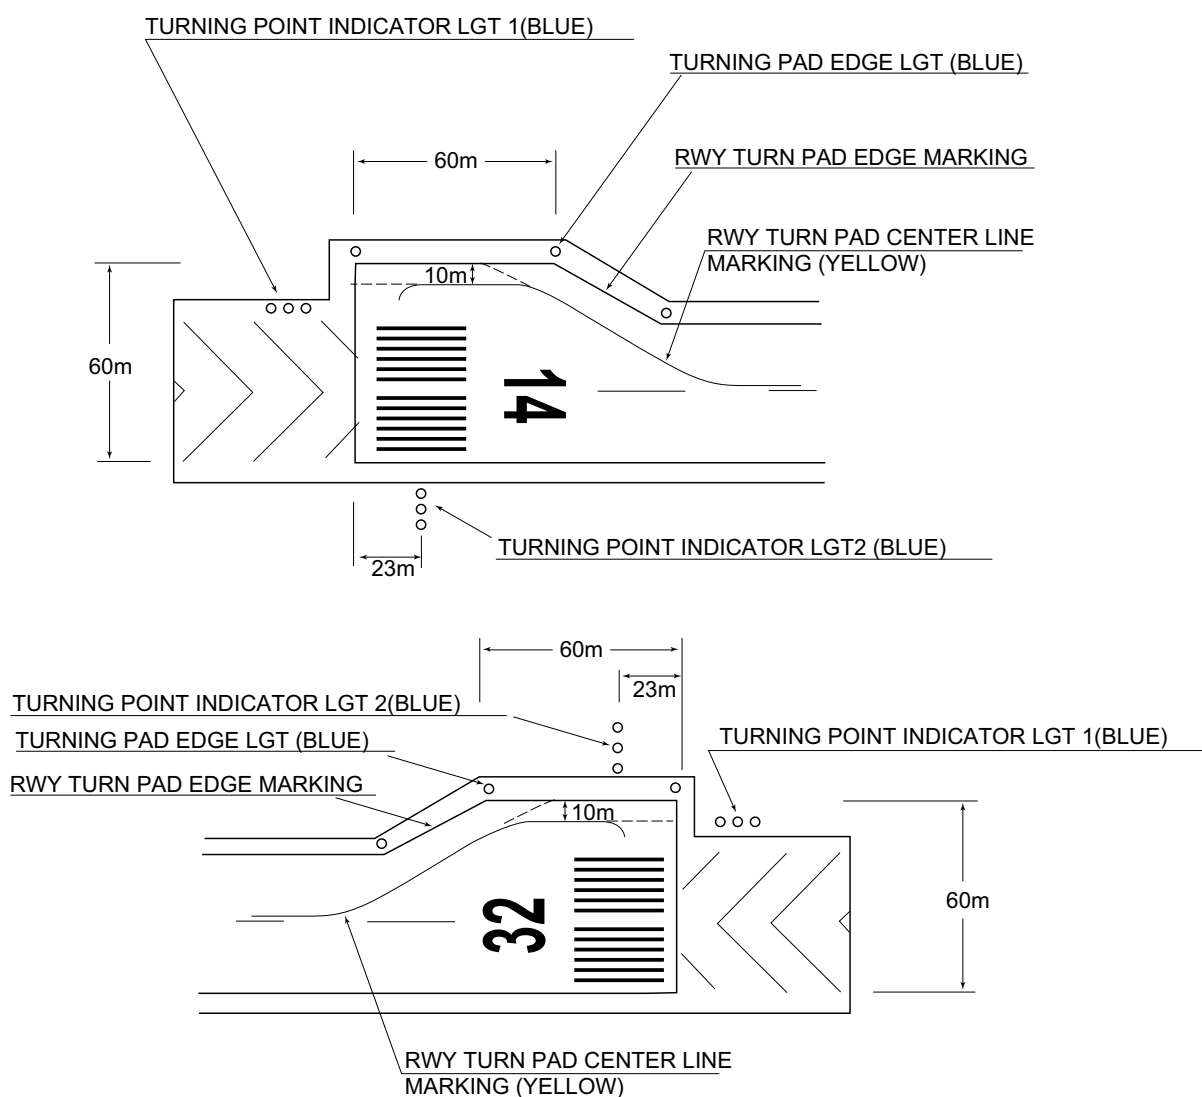 TURNING POINT INDICATOR LGT 1(BLUE)
TURNING PAD EDGE LGT (BLUE)
60m
RWY TURN PAD EDGE MARKING
RWY TURN PAD CENTER LINE
MARKING (YELLOW)
10m
60m
14
TURNING POINT INDICATOR LGT2 (BLUE)
23m
60m
23m
TURNING POINT INDICATOR LGT 2(BLUE)
TURNING POINT INDICATOR LGT 1(BLUE)
TURNING PAD EDGE LGT (BLUE)
RWY TURN PAD EDGE MARKING
10m
60m
32
RWY TURN PAD CENTER LINE
MARKING (YELLOW)